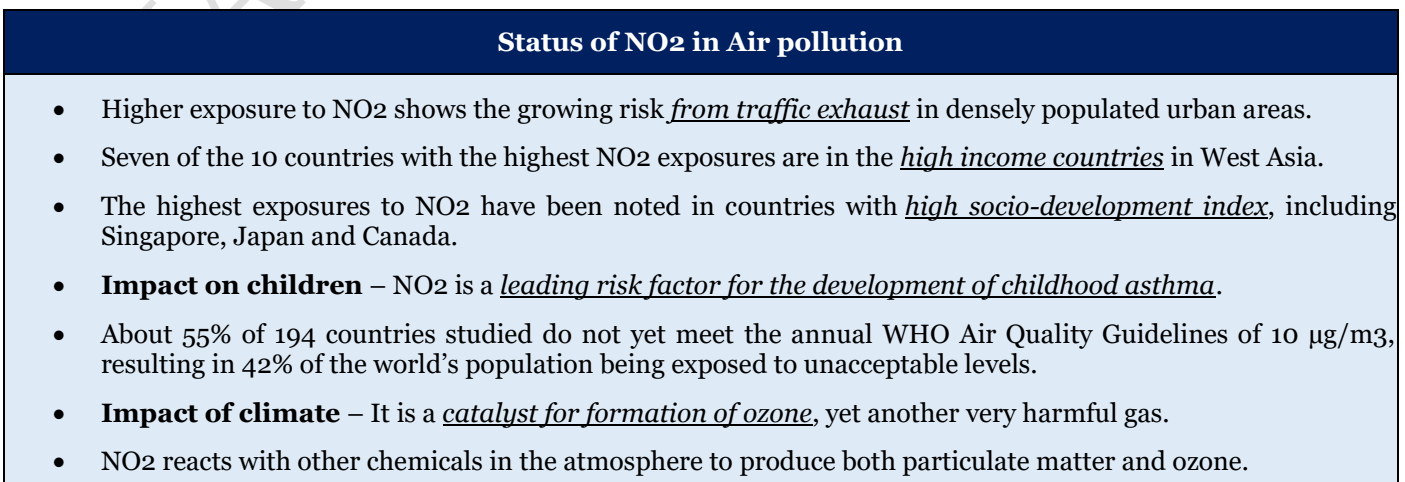 Status of NO2 in Air pollution
• Higher exposure to NO2 shows the growing risk from traffic exhaust in densely populated urban areas.
• Seven of the 10 countries with the highest NO2 exposures are in the high income countries in West Asia.
• The highest exposures to NO2 have been noted in countries with high socio-development index, including
Singapore, Japan and Canada.
• Impact on children – NO2 is a leading risk factor for the development of childhood asthma.
• About 55% of 194 countries studied do not yet meet the annual WHO Air Quality Guidelines of 10 µg/m3,
resulting in 42% of the world’s population being exposed to unacceptable levels.
• Impact of climate – It is a catalyst for formation of ozone, yet another very harmful gas.
• NO2 reacts with other chemicals in the atmosphere to produce both particulate matter and ozone.